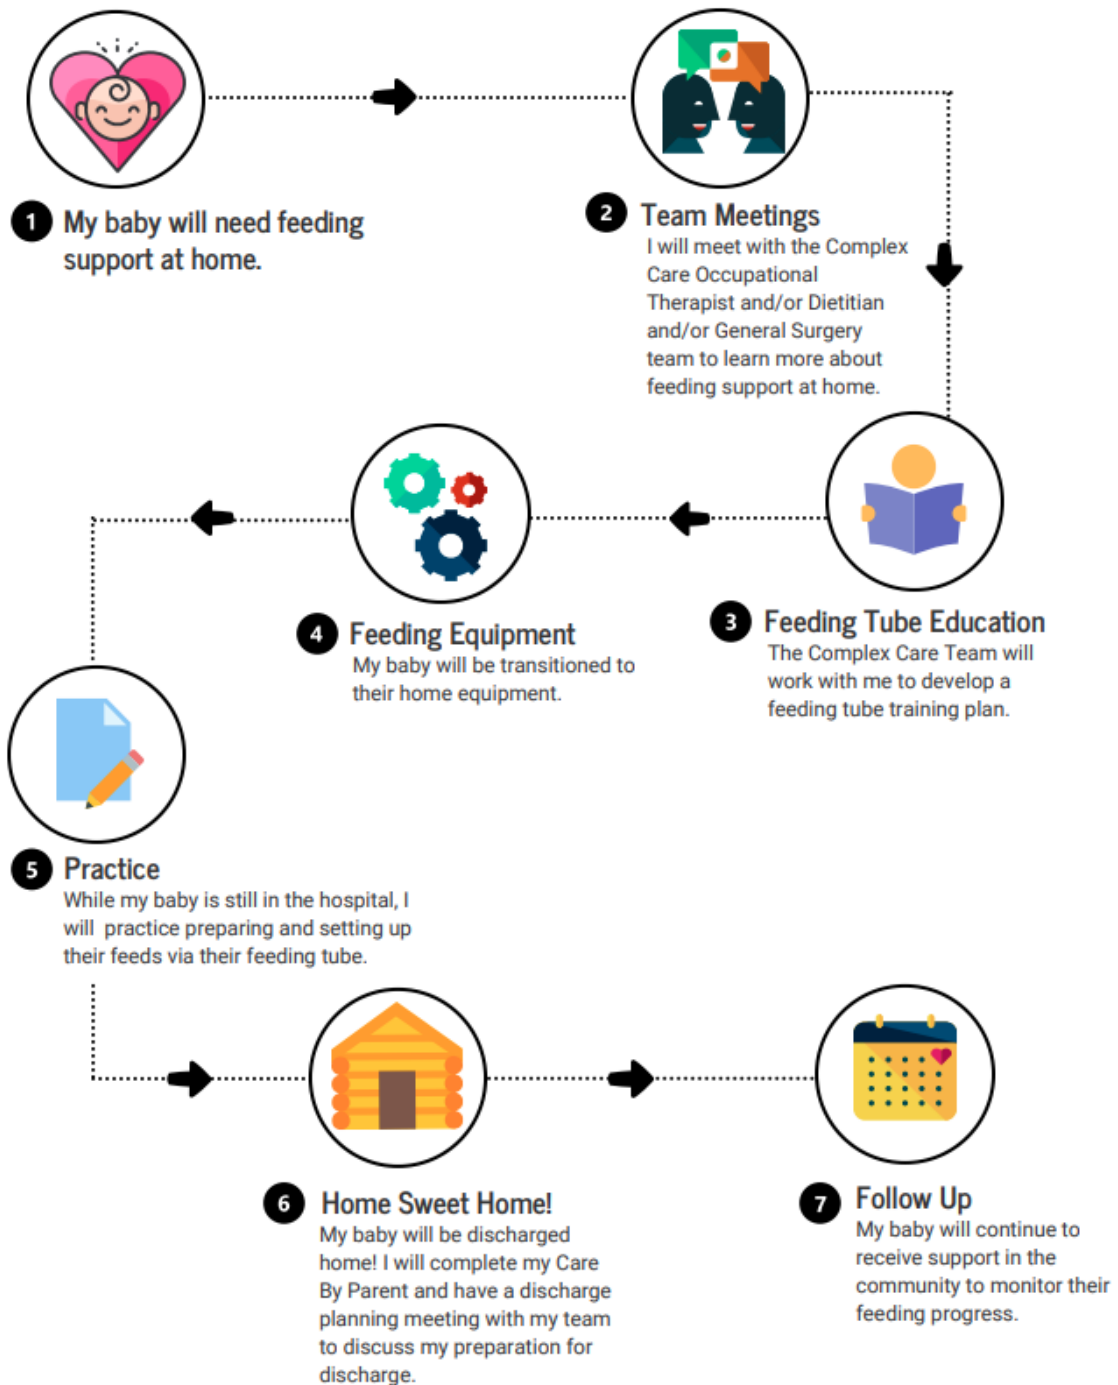 1 My baby will need feeding
support at home.
2 Team Meetings
I will meet with the Complex
Care Occupational
Therapist and/or Dietitian
and/or General Surgery
team to learn more about
feeding support at home.
3 Feeding Tube Education
The Complex Care Team will
work with me to develop a
feeding tube training plan.
4 Feeding Equipment
My baby will be transitioned to
their home equipment.
5 Practice
While my baby is still in the hospital, I
will practice preparing and setting up
their feeds via their feeding tube.
6 Home Sweet Home!
My baby will be discharged
home! I will complete my Care
By Parent and have a discharge
planning meeting with my team
to discuss my preparation for
discharge.
7 Follow Up
My baby will continue to
receive support in the
community to monitor their
feeding progress.